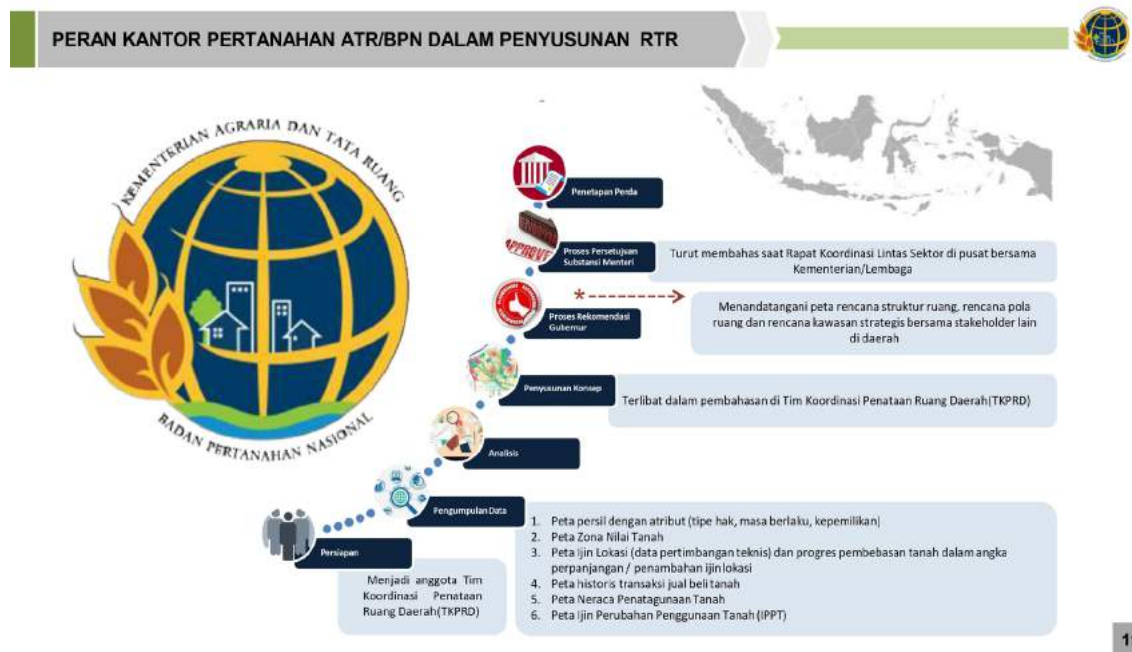 PERAN KANTOR PERTANAHAN ATR/BPN DALAM PENYUSUNAN RTR
KEMENTERIAN AGRARIA DAN TATA RUANG
BADAN PERTANAHAN NASIONAL
Penetapan Perda
Proses Persetujuan
Substansi Menteri
Turut membahas saat Rapat Koordinasi Lintas Sektor di pusat bersama
Kementerian/Lembaga
Proses Rekomendasi
Gubernur
*
Menandatangani peta rencana struktur ruang, rencana pola
ruang dan rencana kawasan strategis bersama stakeholder lain
di daerah
Penyusunan Konsep
Terlibat dalam pembahasan di Tim Koordinasi Penataan Ruang Daerah(TKPRD)
Analisis
Pengumpulan Data
1. Peta persil dengan atribut (tipe hak, masa berlaku, kepemilikan)
2. Peta Zona Nilai Tanah
3. Peta Ijin Lokasi (data pertimbangan teknis) dan progres pembebasan tanah dalam angka
perpanjangan / penambahan ijin lokasi
4. Peta historis transaksi jual beli tanah
5. Peta Neraca Penatagunaan Tanah
6. Peta Ijin Perubahan Penggunaan Tanah (IPPT)
Persiapan
Menjadi anggota Tim
Koordinasi Penataan
Ruang Daerah(TKPRD)